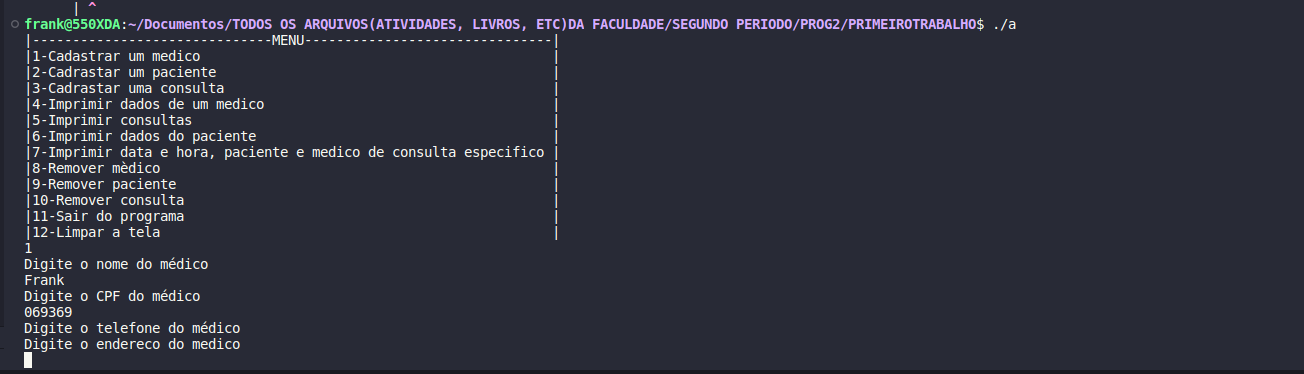 | ^
frank@550XDA:~/Documentos/TODOS OS ARQUIVOS(ATIVIDADES, LIVROS, ETC)DA FACULDADE/SEGUNDO PERIODO/PROG2/PRIMEIROTRABALHO$ ./a
|------------------------------MENU-------------------------------|
|1-Cadastrar um medico |
|2-Cadrastar um paciente |
|3-Cadrastar uma consulta |
|4-Imprimir dados de um medico |
|5-Imprimir consultas |
|6-Imprimir dados do paciente |
|7-Imprimir data e hora, paciente e medico de consulta especifico |
|8-Remover mèdico |
|9-Remover paciente |
|10-Remover consulta |
|11-Sair do programa |
|12-Limpar a tela |
1
Digite o nome do médico
Frank
Digite o CPF do médico
069369
Digite o telefone do médico
Digite o endereco do medico